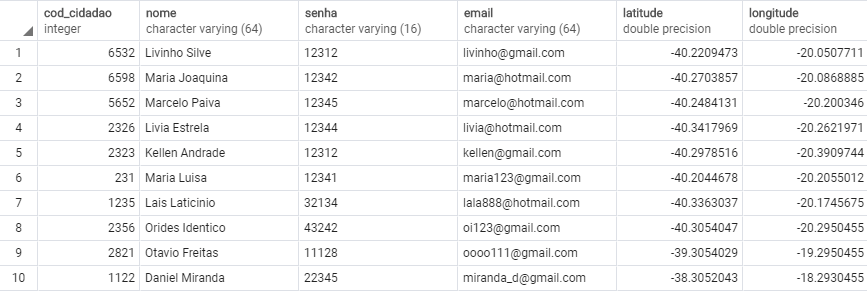 cod_cidadao nome senha email latitude longitude
integer character varying (64) character varying (16) character varying (64) double precision double precision
1 6532 Livinho Silve 12312 livinho@gmail.com -40.2209473 -20.0507711
2 6598 Maria Joaquina 12342 maria@hotmail.com -40.2703857 -20.0868885
3 5652 Marcelo Paiva 12345 marcelo@hotmail.com -40.2484131 -20.200346
4 2326 Livia Estrela 12344 livia@hotmail.com -40.3417969 -20.2621971
5 2323 Kellen Andrade 12312 kellen@gmail.com -40.2978516 -20.3909744
6 231 Maria Luisa 12341 maria123@gmail.com -40.2044678 -20.2055012
7 1235 Lais Laticinio 32134 lala888@hotmail.com -40.3363037 -20.1745675
8 2356 Orides Identico 43242 oi123@gmail.com -40.3054047 -20.2950455
9 2821 Otavio Freitas 11128 oooo111@gmail.com -39.3054029 -19.2950455
10 1122 Daniel Miranda 22345 miranda_d@gmail.com -38.3052043 -18.2930455